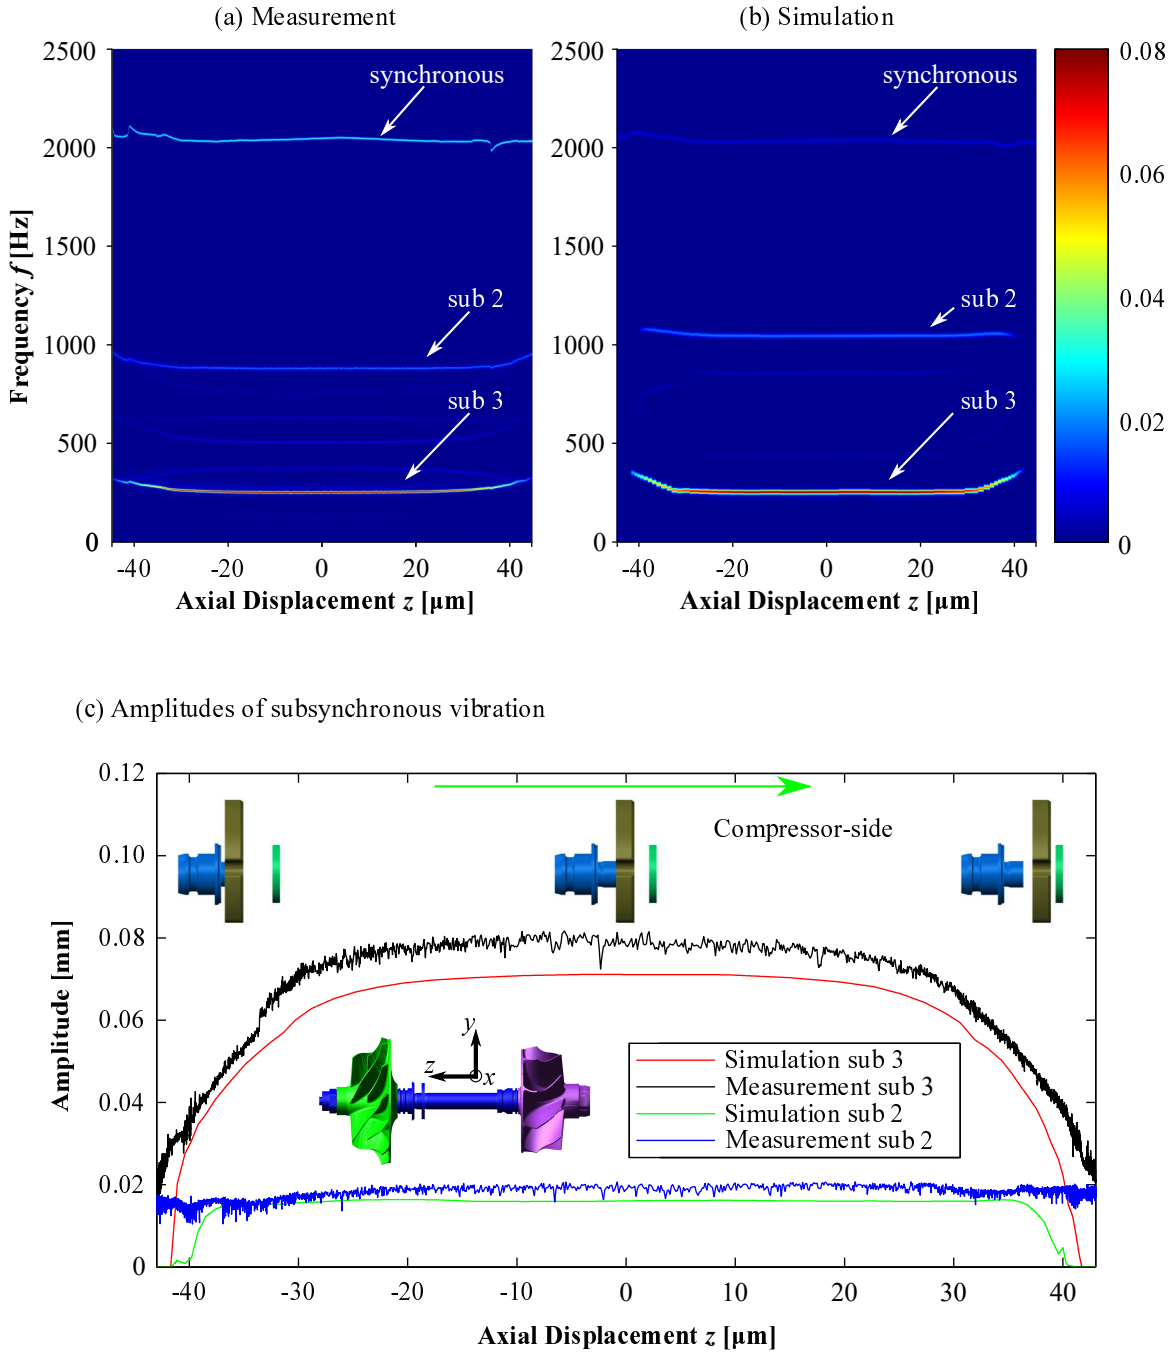 (a) Measurement
(b) Simulation
2500
2000
1500
1000
500
0
Frequency f [Hz]
synchronous
sub 2
sub 3
-40
-20
0
20
40
Axial Displacement z [µm]
2500
2000
1500
1000
500
0
synchronous
sub 2
sub 3
-40
-20
0
20
40
Axial Displacement z [µm]
0.08
0.06
0.04
0.02
0
(c) Amplitudes of subsynchronous vibration
0.12
0.10
0.08
0.06
0.04
0.02
0
Amplitude [mm]
Compressor-side
y
z
x
Simulation sub 3
Measurement sub 3
Simulation sub 2
Measurement sub 2
-40
-30
-20
-10
0
10
20
30
40
Axial Displacement z [µm]